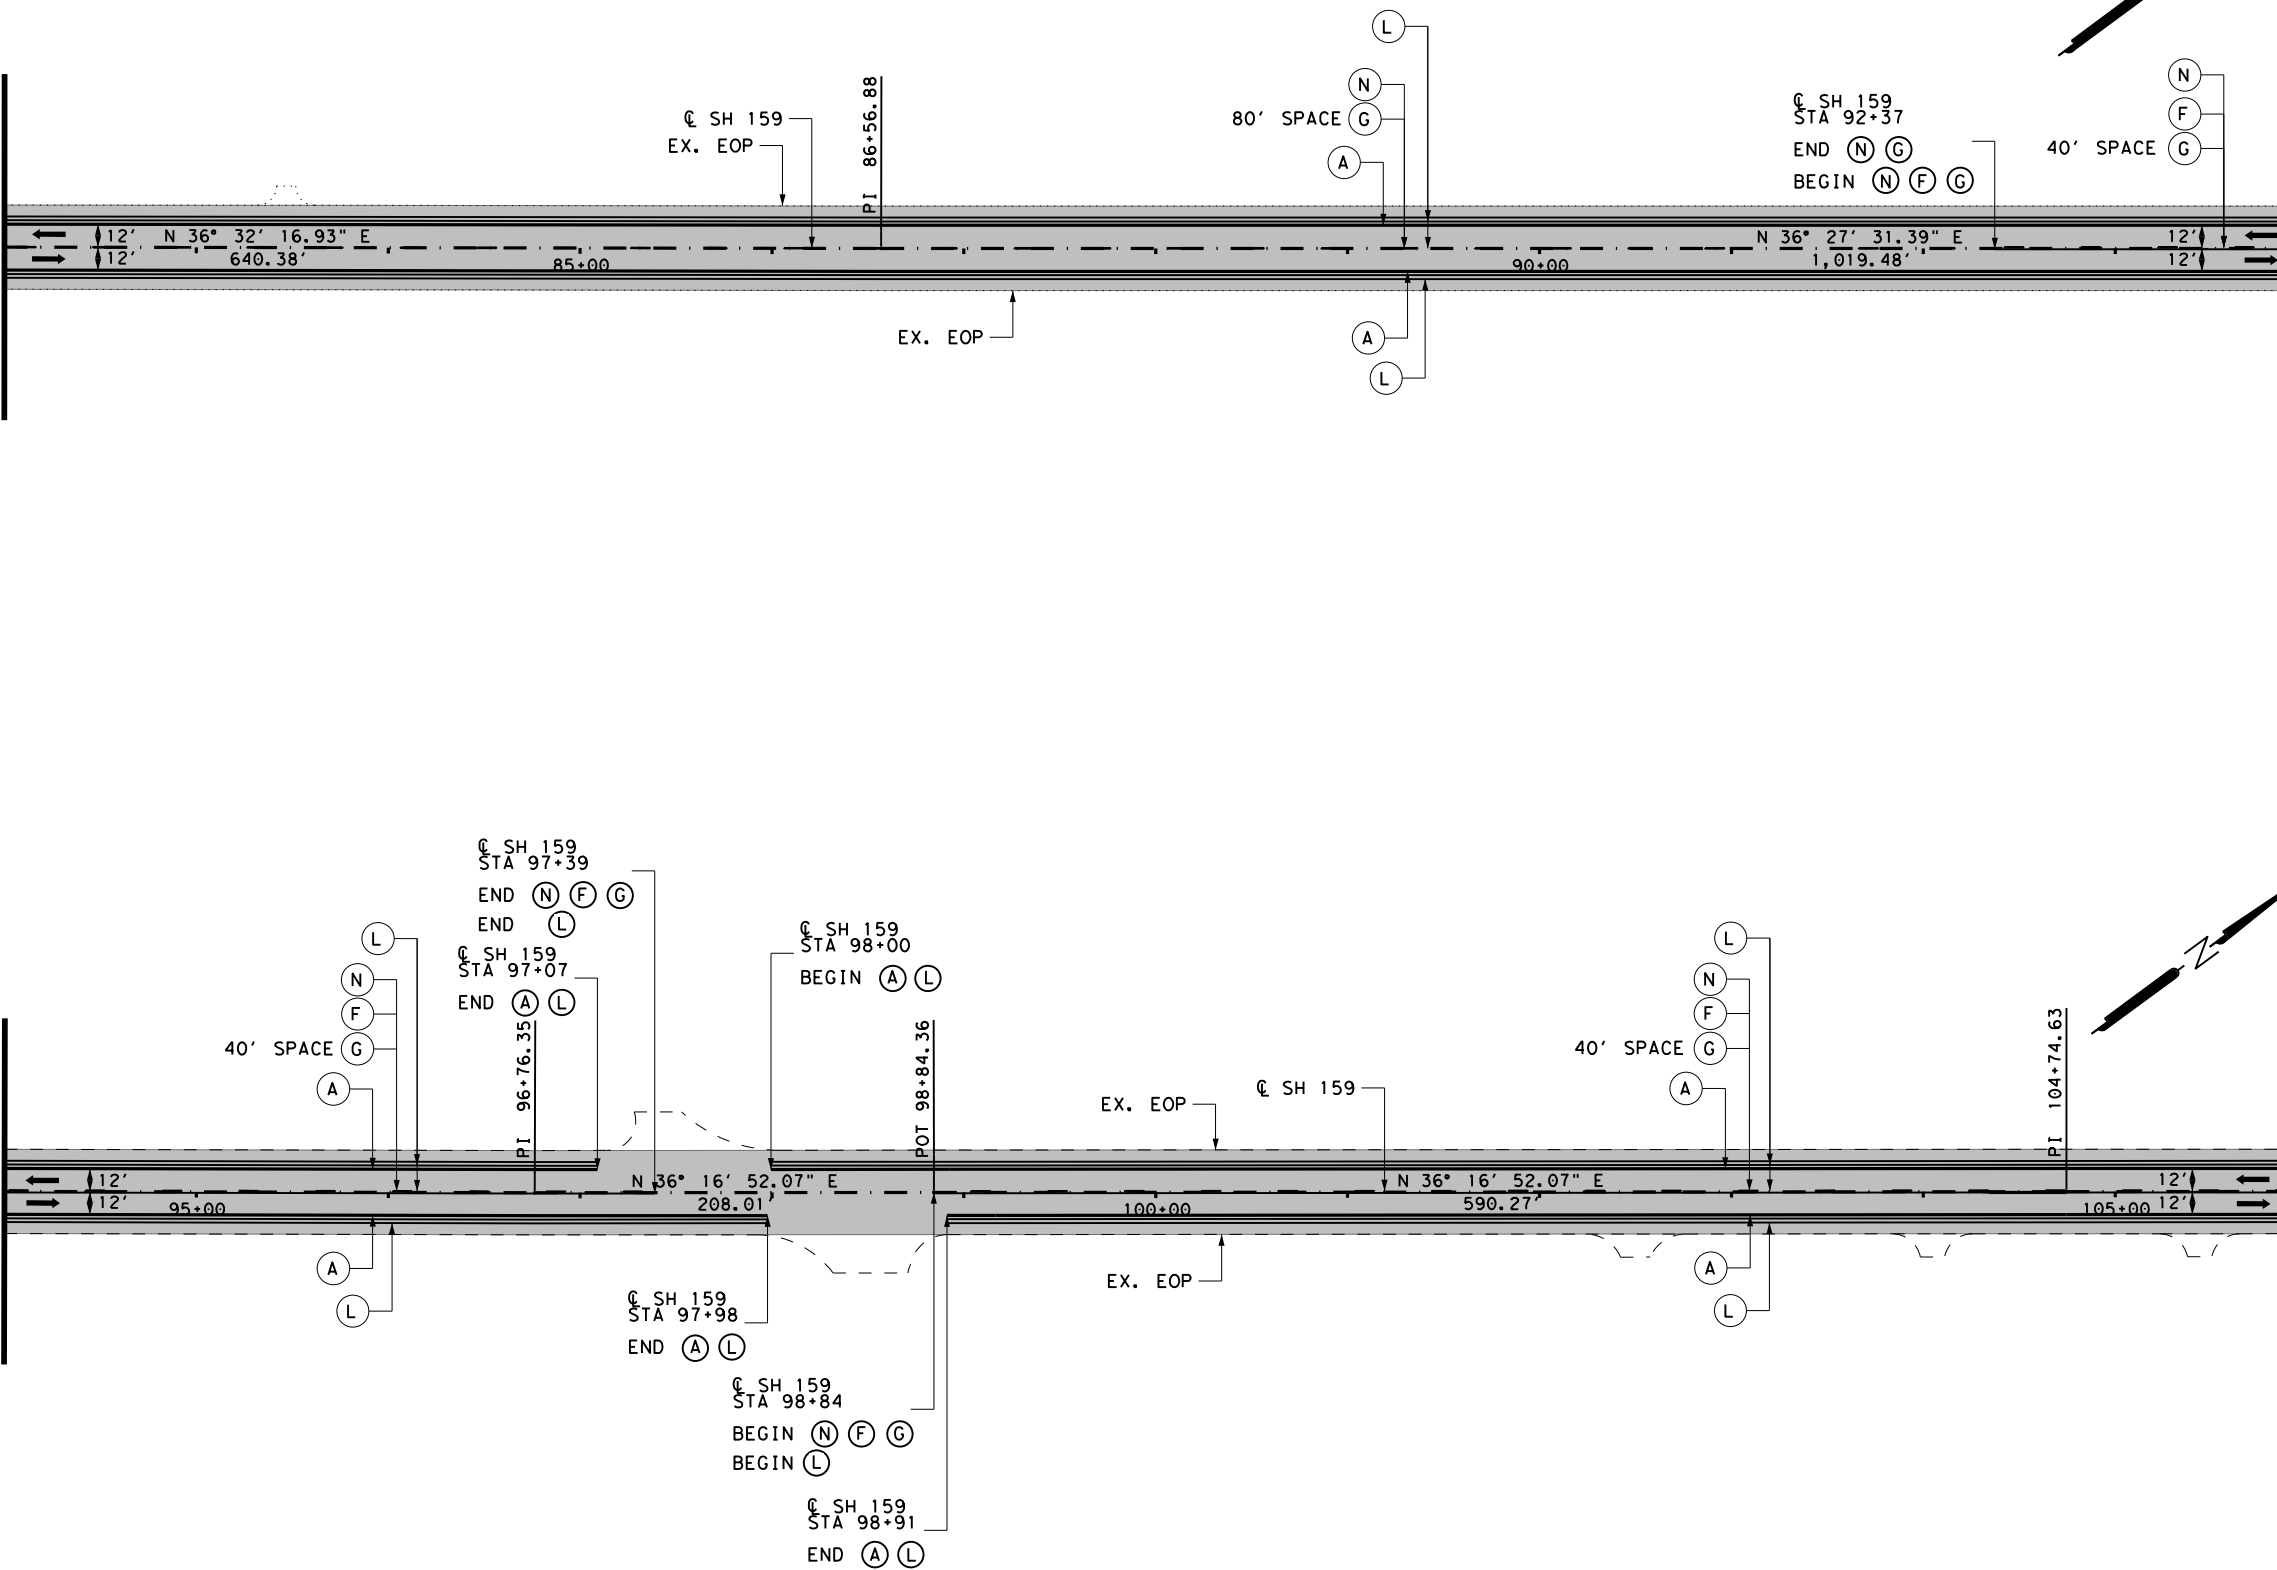 L
N
80' SPACE G
A
℄ SH 159
EX. EOP
PI 86+56.88
℄ SH 159
STA 92+37
END N G
BEGIN N F G
N
F
40' SPACE G
12' N 36° 32' 16.93" E
12' 640.38'
85+00
90+00
N 36° 27' 31.39" E
1,019.48'
12'
12'
EX. EOP
A
L
℄ SH 159
STA 97+39
END N F G
END L
℄ SH 159
STA 97+07
END A L
L
N
F
40' SPACE G
A
PI 96+76.35
℄ SH 159
STA 98+00
BEGIN A L
POT 98+84.36
EX. EOP
℄ SH 159
L
N
F
40' SPACE G
A
PI 104+74.63
N
12'
12'
95+00
N 36° 16' 52.07" E
208.01'
100+00
N 36° 16' 52.07" E
590.27'
105+00
12'
12'
A
L
℄ SH 159
STA 97+98
END A L
EX. EOP
A
L
℄ SH 159
STA 98+84
BEGIN N F G
BEGIN L
℄ SH 159
STA 98+91
END A L